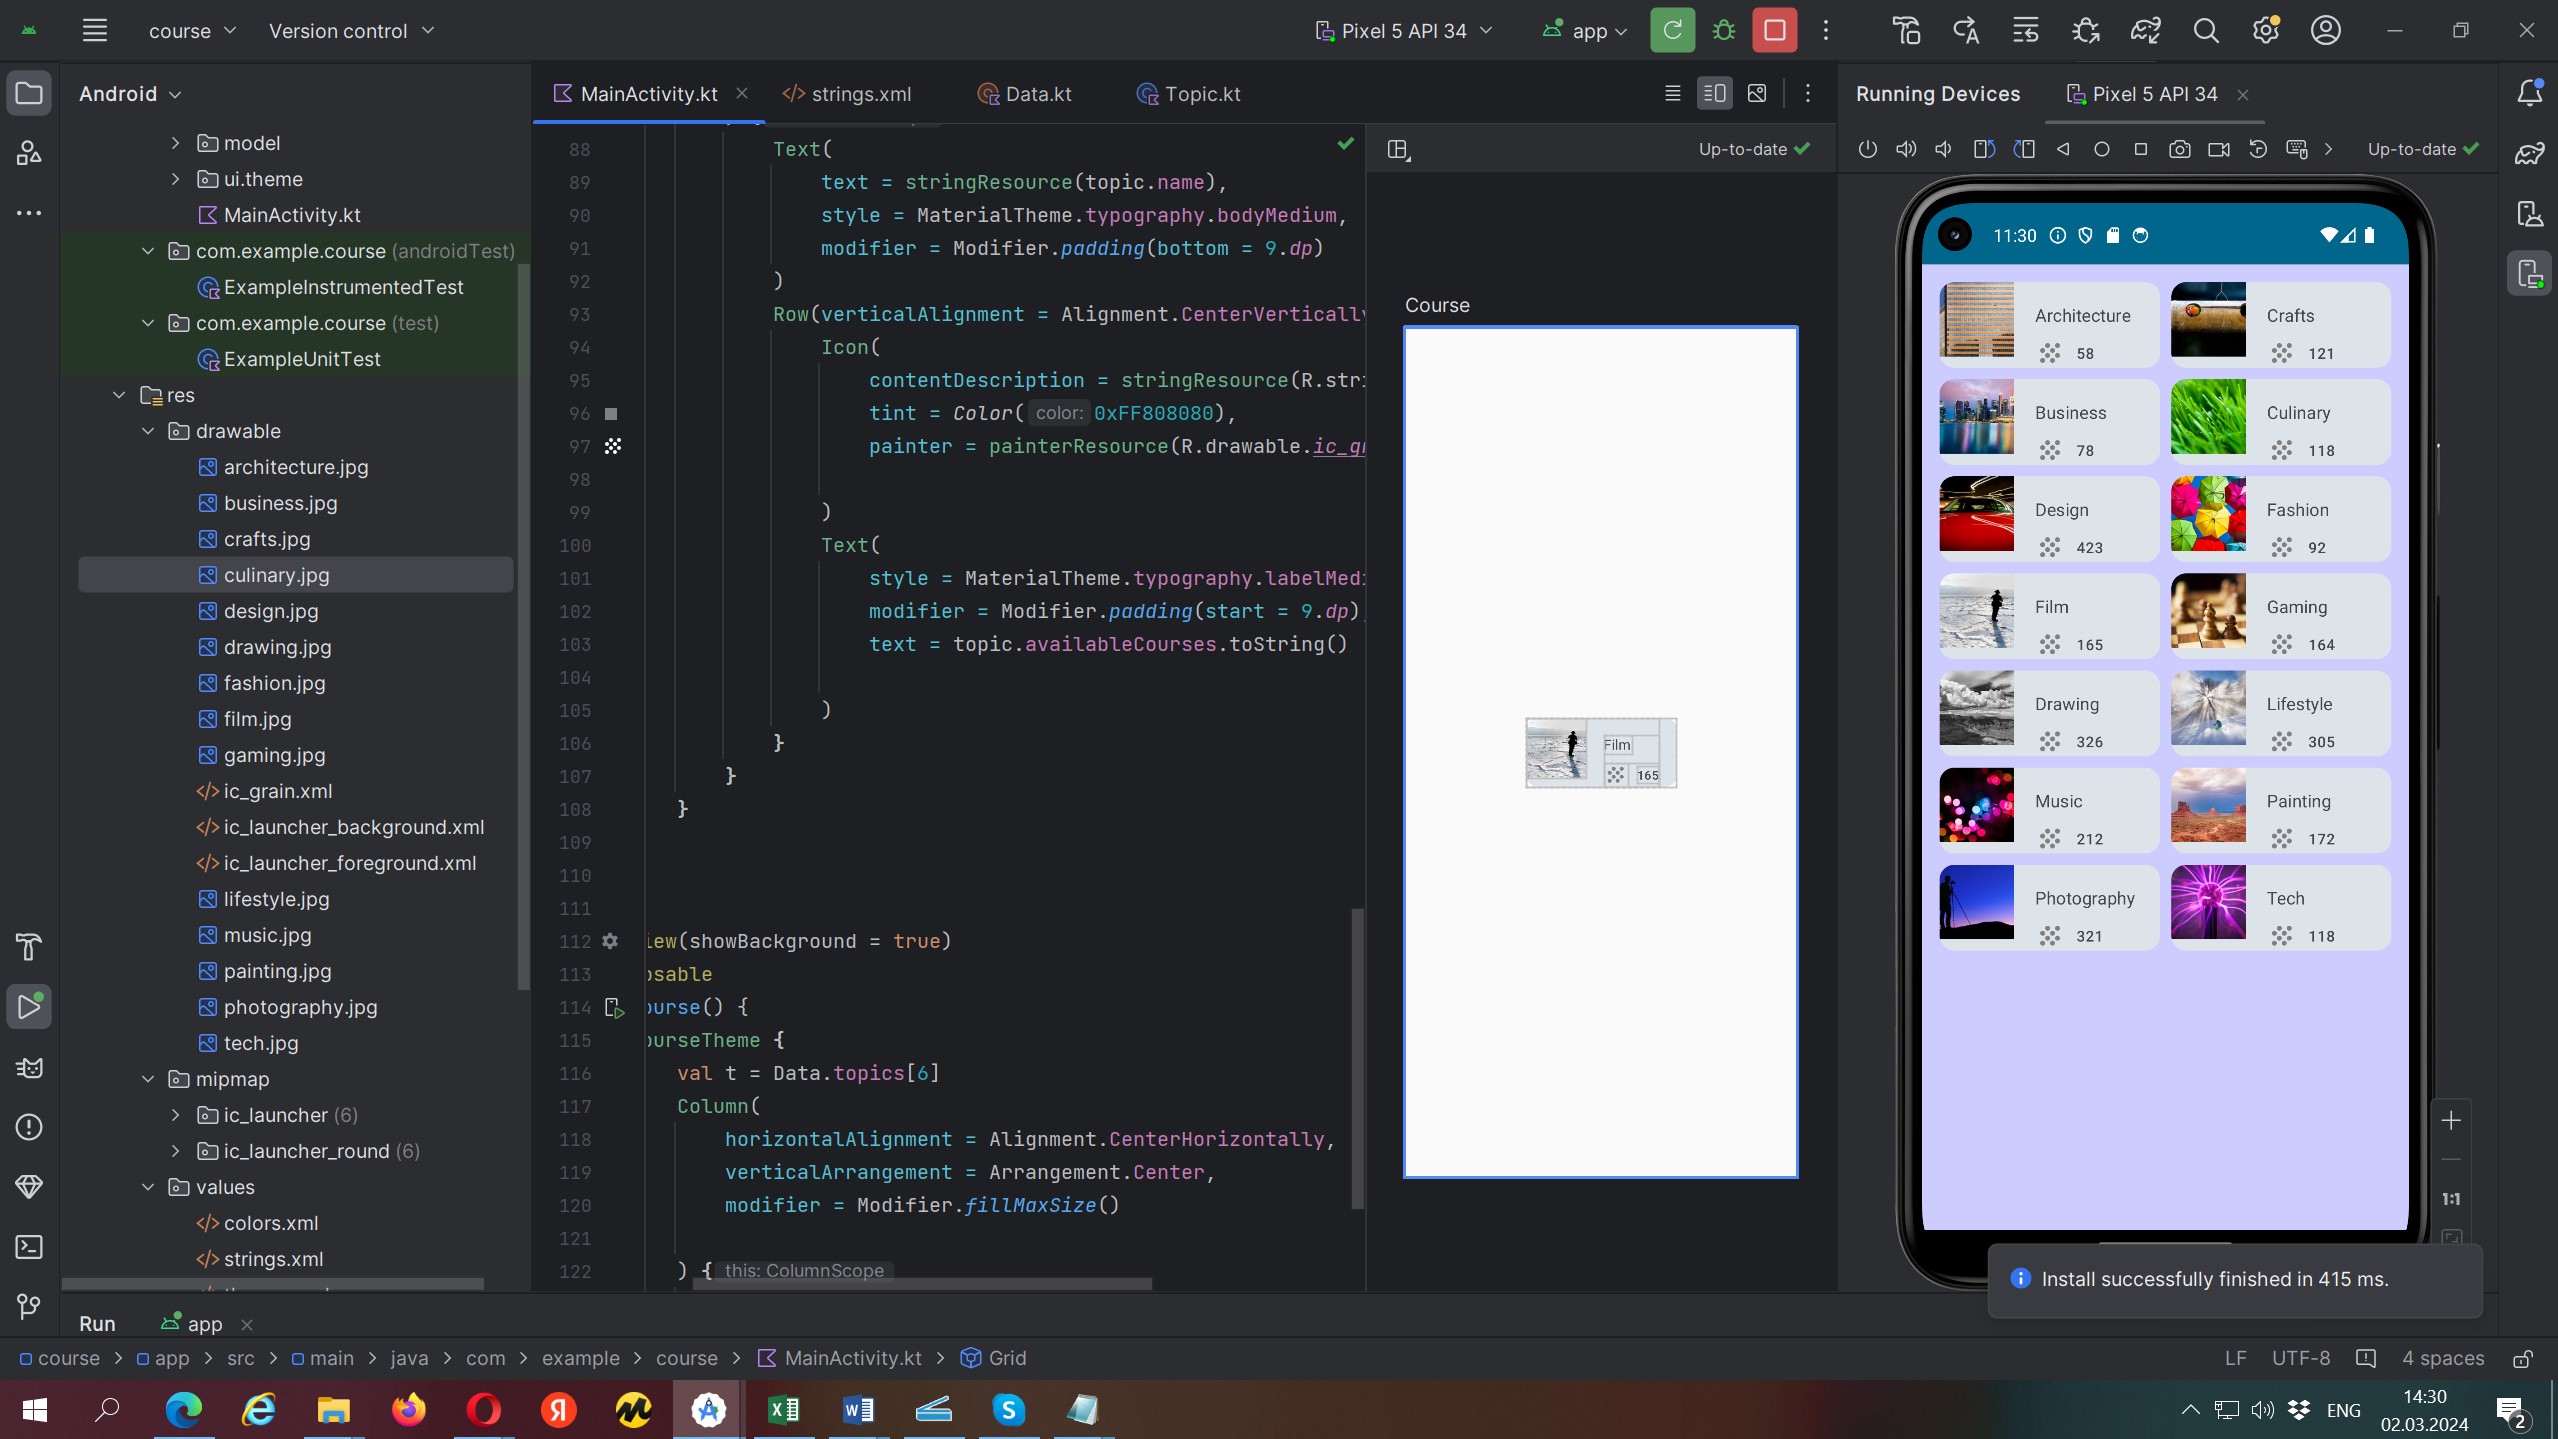 course
Version control
Pixel 5 API 34
app
Android
MainActivity.kt
strings.xml
Data.kt
Topic.kt
Running Devices
Pixel 5 API 34
Up-to-date
Up-to-date
model
ui.theme
MainActivity.kt
com.example.course (androidTest)
ExampleInstrumentedTest
com.example.course (test)
ExampleUnitTest
res
drawable
architecture.jpg
business.jpg
crafts.jpg
culinary.jpg
design.jpg
drawing.jpg
fashion.jpg
film.jpg
gaming.jpg
ic_grain.xml
ic_launcher_background.xml
ic_launcher_foreground.xml
lifestyle.jpg
music.jpg
painting.jpg
photography.jpg
tech.jpg
mipmap
ic_launcher (6)
ic_launcher_round (6)
values
colors.xml
strings.xml
88 Text(
89 text = stringResource(topic.name),
90 style = MaterialTheme.typography.bodyMedium,
91 modifier = Modifier.padding(bottom = 9.dp)
92 )
93 Row(verticalAlignment = Alignment.CenterVertically
94 Icon(
95 contentDescription = stringResource(R.stri
96 tint = Color( color: 0xFF808080),
97 painter = painterResource(R.drawable.ic_gr
98
99 )
100 Text(
101 style = MaterialTheme.typography.labelMedi
102 modifier = Modifier.padding(start = 9.dp)
103 text = topic.availableCourses.toString()
104
105 )
106 }
107 }
108 }
109
110
111
112 iew(showBackground = true)
113 osable
114 ourse() {
115 ourseTheme {
116 val t = Data.topics[6]
117 Column(
118 horizontalAlignment = Alignment.CenterHorizontally,
119 verticalArrangement = Arrangement.Center,
120 modifier = Modifier.fillMaxSize()
121
122 ) { this: ColumnScope
Course
Film
165
11:30
Architecture
58
Crafts
121
Business
78
Culinary
118
Design
423
Fashion
92
Film
165
Gaming
164
Drawing
326
Lifestyle
305
Music
212
Painting
172
Photography
321
Tech
118
1:1
Install successfully finished in 415 ms.
Run
app
course > app > src > main > java > com > example > course > MainActivity.kt > Grid
LF UTF-8 4 spaces
ENG
14:30
02.03.2024
2